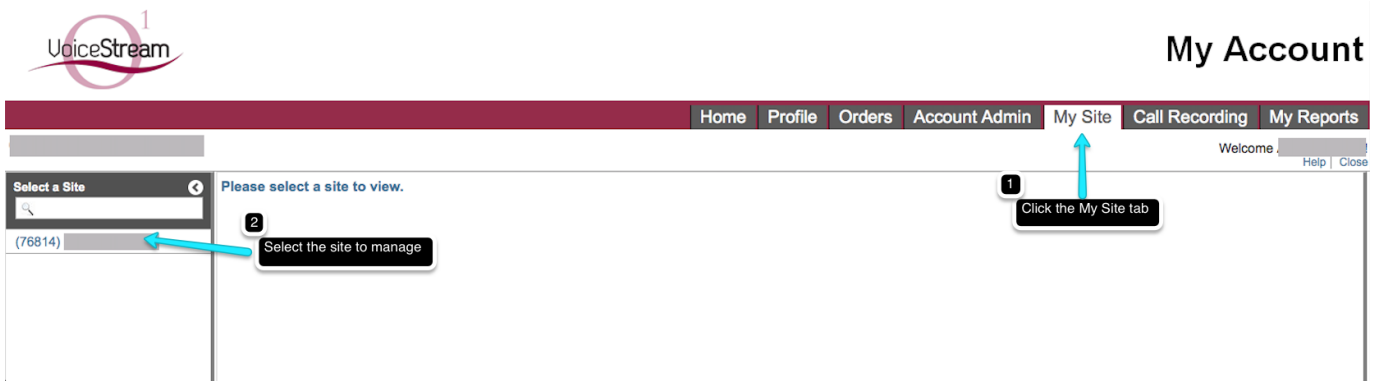 1
VoiceStream
My Account
Home Profile Orders Account Admin My Site Call Recording My Reports
Welcome
Help | Close
Select a Site
Please select a site to view.
1
Click the My Site tab
2
Select the site to manage
(76814)